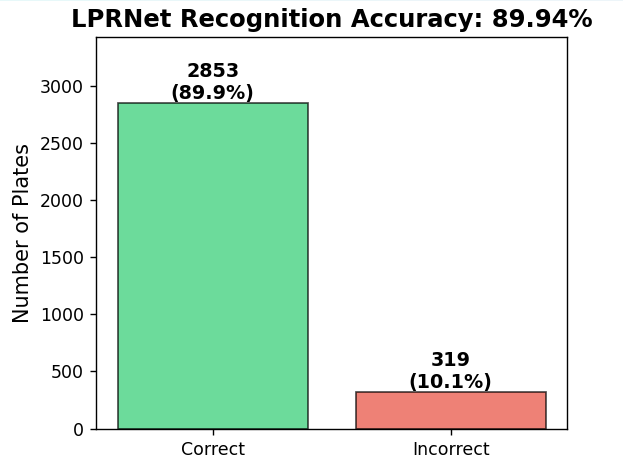 LPRNet Recognition Accuracy: 89.94%
Number of Plates
3000
2500
2000
1500
1000
500
0
2853
(89.9%)
319
(10.1%)
Correct
Incorrect